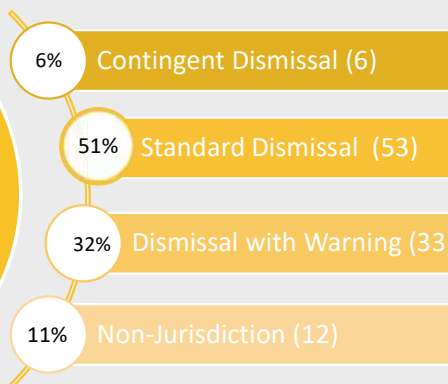 6% Contingent Dismissal (6)
51% Standard Dismissal (53)
32% Dismissal with Warning (33
11% Non-Jurisdiction (12)